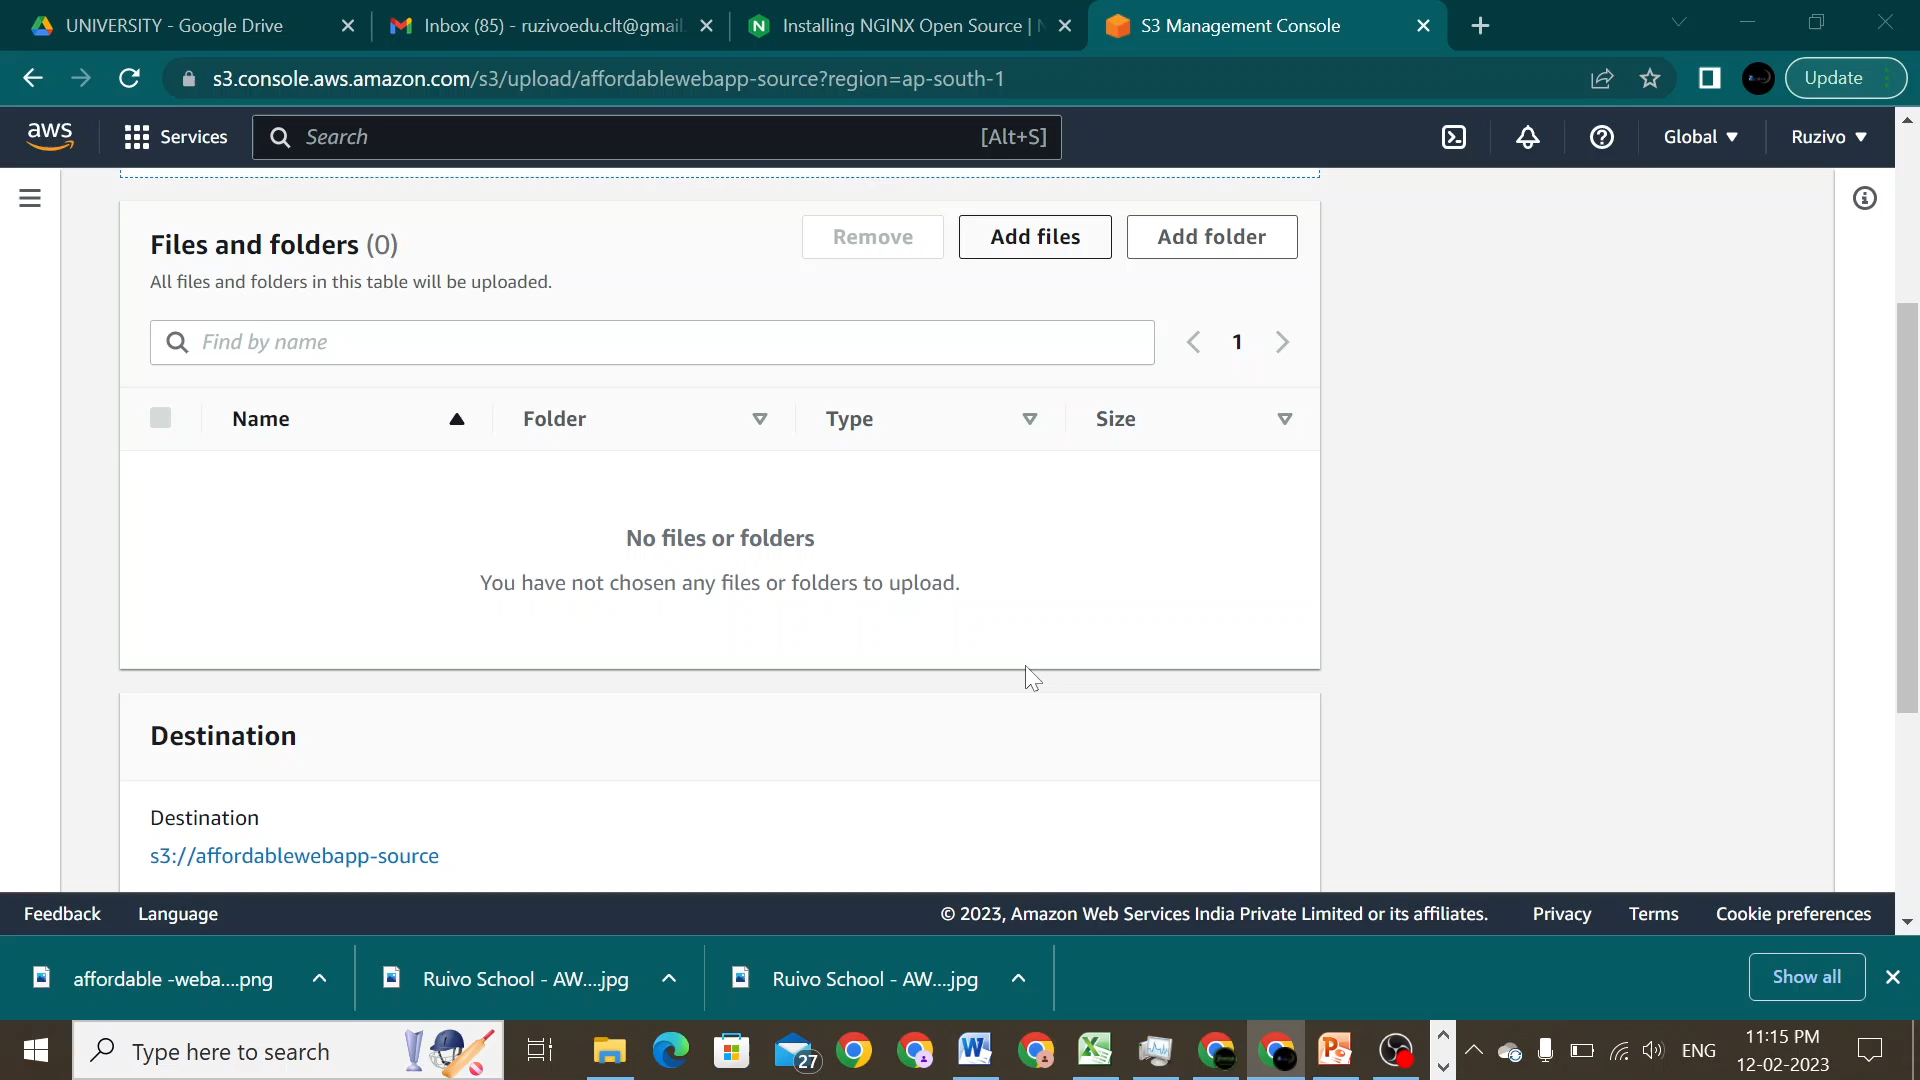 UNIVERSITY - Google Drive
Inbox (85) - ruzivoedu.clt@gmail.
Installing NGINX Open Source |
S3 Management Console
s3.console.aws.amazon.com/s3/upload/affordablewebapp-source?region=ap-south-1
Update
aws
Services
Search
[Alt+S]
Global
Ruzivo
Files and folders (0)
Remove
Add files
Add folder
All files and folders in this table will be uploaded.
Find by name
1
Name
Folder
Type
Size
No files or folders
You have not chosen any files or folders to upload.
Destination
Destination
s3://affordablewebapp-source
Feedback
Language
© 2023, Amazon Web Services India Private Limited or its affiliates.
Privacy
Terms
Cookie preferences
affordable -weba....png
Ruivo School - AW....jpg
Ruivo School - AW....jpg
Show all
Type here to search
27
ENG
11:15 PM
12-02-2023